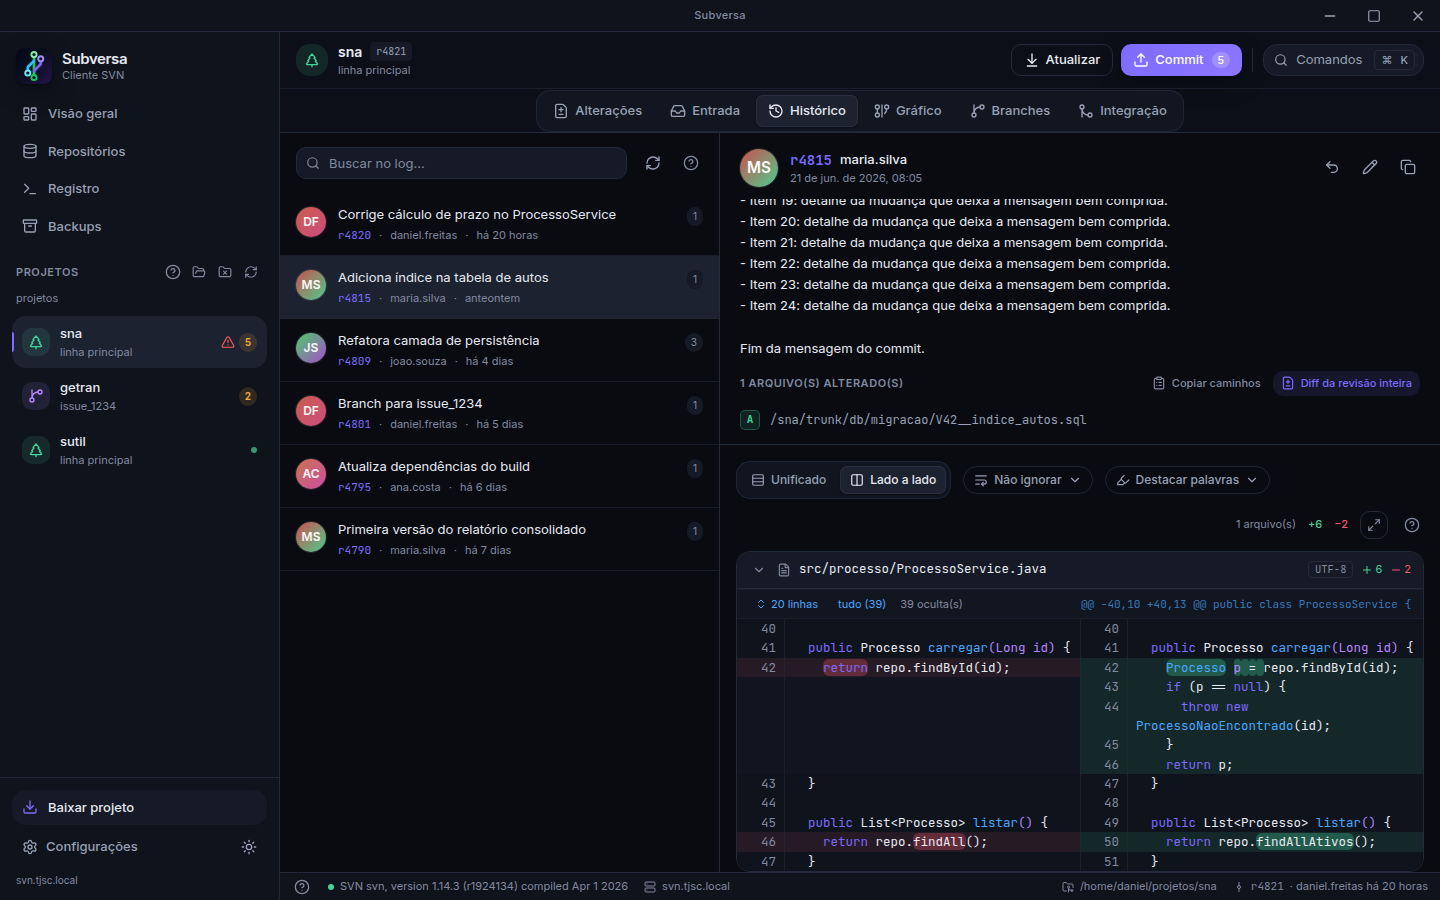 Subversa
Subversa
Cliente SVN
Visão geral
Repositórios
Registro
Backups
PROJETOS
projetos
sna
linha principal
5
getran
issue_1234
2
sutil
linha principal
Baixar projeto
Configurações
svn.tjsc.local
sna r4821
linha principal
Atualizar
Commit 5
Comandos ⌘ K
Alterações
Entrada
Histórico
Gráfico
Branches
Integração
Buscar no log...
DF
Corrige cálculo de prazo no ProcessoService
1
r4820 · daniel.freitas · há 20 horas
MS
Adiciona índice na tabela de autos
1
r4815 · maria.silva · anteontem
JS
Refatora camada de persistência
3
r4809 · joao.souza · há 4 dias
DF
Branch para issue_1234
1
r4801 · daniel.freitas · há 5 dias
AC
Atualiza dependências do build
1
r4795 · ana.costa · há 6 dias
MS
Primeira versão do relatório consolidado
1
r4790 · maria.silva · há 7 dias
MS
r4815 maria.silva
21 de jun. de 2026, 08:05
- Item 19: detalhe da mudança que deixa a mensagem bem comprida.
- Item 20: detalhe da mudança que deixa a mensagem bem comprida.
- Item 21: detalhe da mudança que deixa a mensagem bem comprida.
- Item 22: detalhe da mudança que deixa a mensagem bem comprida.
- Item 23: detalhe da mudança que deixa a mensagem bem comprida.
- Item 24: detalhe da mudança que deixa a mensagem bem comprida.
Fim da mensagem do commit.
1 ARQUIVO(S) ALTERADO(S)
Copiar caminhos
Diff da revisão inteira
A /sna/trunk/db/migracao/V42__indice_autos.sql
Unificado
Lado a lado
Não ignorar
Destacar palavras
1 arquivo(s) +6 −2
src/processo/ProcessoService.java
UTF-8 + 6 − 2
20 linhas tudo (39) 39 oculta(s)
@@ -40,10 +40,13 @@ public class ProcessoService {
40
41 public Processo carregar(Long id) {
42 return repo.findById(id);
43 }
44
45 public List<Processo> listar() {
46 return repo.findAll();
47 }
40
41 public Processo carregar(Long id) {
42 Processo p = repo.findById(id);
43 if (p == null) {
44 throw new
ProcessoNaoEncontrado(id);
45 }
46 return p;
47 }
48
49 public List<Processo> listar() {
50 return repo.findAllAtivos();
51 }
SVN svn, version 1.14.3 (r1924134) compiled Apr 1 2026
svn.tjsc.local
/home/daniel/projetos/sna
r4821 · daniel.freitas há 20 horas